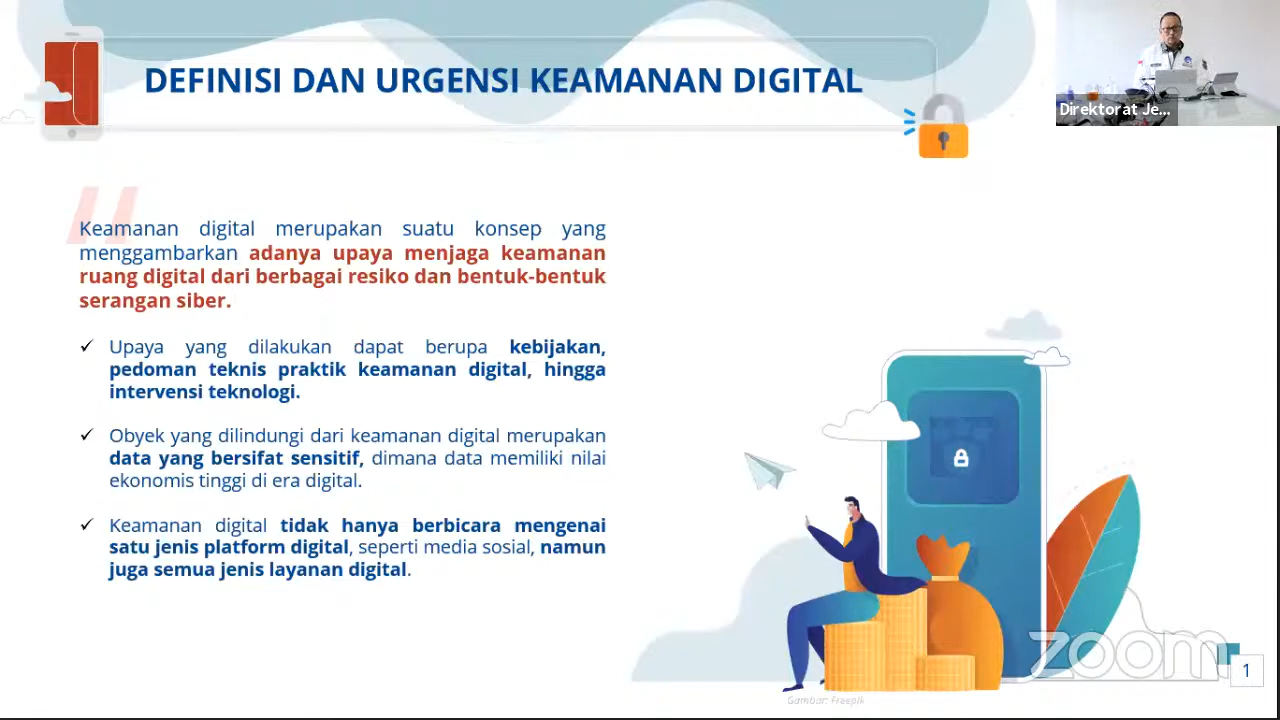 DEFINISI DAN URGENSI KEAMANAN DIGITAL
Direktorat Je...
Keamanan digital merupakan suatu konsep yang
menggambarkan adanya upaya menjaga keamanan
ruang digital dari berbagai resiko dan bentuk-bentuk
serangan siber.
Upaya yang dilakukan dapat berupa kebijakan,
pedoman teknis praktik keamanan digital, hingga
intervensi teknologi.
Obyek yang dilindungi dari keamanan digital merupakan
data yang bersifat sensitif, dimana data memiliki nilai
ekonomis tinggi di era digital.
Keamanan digital tidak hanya berbicara mengenai
satu jenis platform digital, seperti media sosial, namun
juga semua jenis layanan digital.
zoom
1
Gambar: Freepik